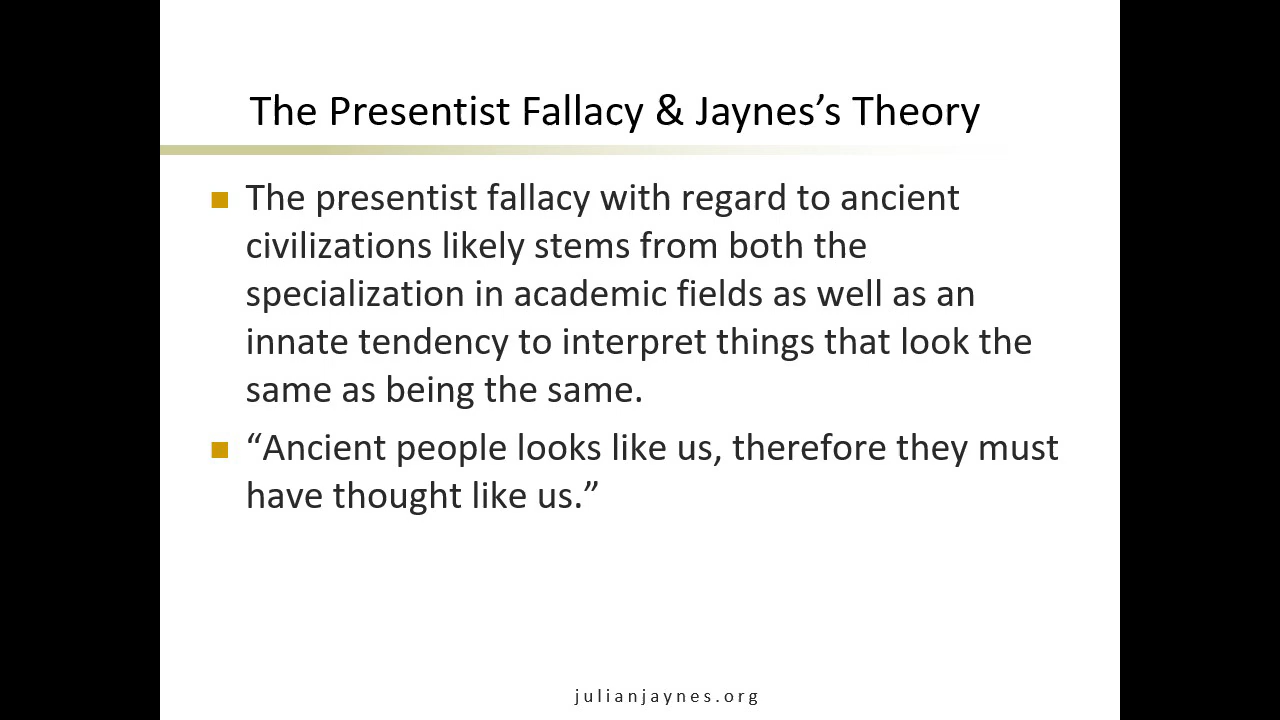 The Presentist Fallacy & Jaynes’s Theory
The presentist fallacy with regard to ancient
civilizations likely stems from both the
specialization in academic fields as well as an
innate tendency to interpret things that look the
same as being the same.
“Ancient people looks like us, therefore they must
have thought like us.”
julianjaynes.org